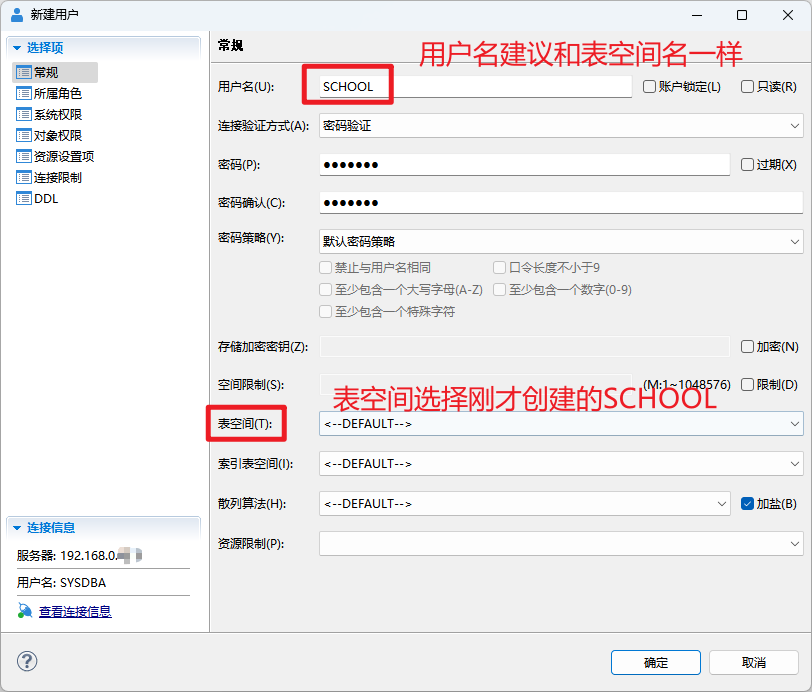 新建用户
选择项
常规
所属角色
系统权限
对象权限
资源设置项
连接限制
DDL
连接信息
服务器: 192.168.0.
用户名: SYSDBA
查看连接信息
常规
用户名建议和表空间名一样
用户名(U): SCHOOL 账户锁定(L) 只读(R)
连接验证方式(A): 密码验证
密码(P): ●●●●●●● 过期(X)
密码确认(C): ●●●●●●●
密码策略(Y): 默认密码策略
禁止与用户名相同 口令长度不小于9
至少包含一个大写字母(A-Z) 至少包含一个数字(0-9)
至少包含一个特殊字符
存储加密密钥(Z): 加密(N)
空间限制(S): (M:1~1048576) 限制(D)
表空间选择刚才创建的SCHOOL
表空间(T): <--DEFAULT-->
索引表空间(I): <--DEFAULT-->
散列算法(H): <--DEFAULT--> 加盐(B)
资源限制(P):
?
确定 取消